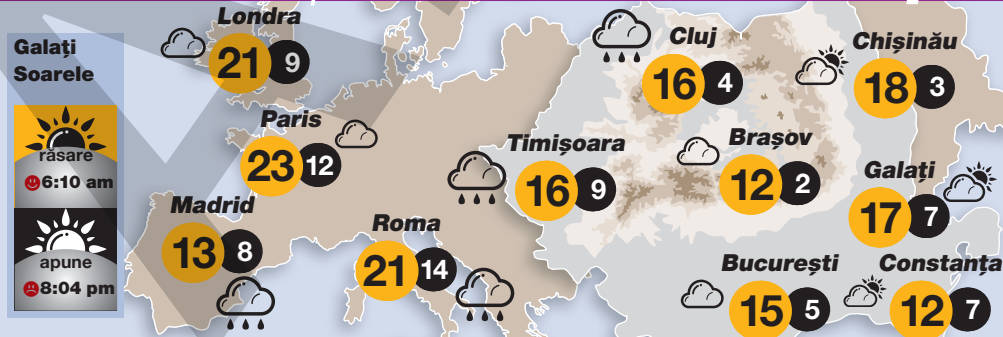 Galați
Soarele
răsare
6:10 am
apune
8:04 pm
Londra
21 9
Paris
23 12
Madrid
13 8
Roma
21 14
Timișoara
16 9
Cluj
16 4
Brașov
12 2
Chișinău
18 3
Galați
17 7
București
15 5
Constanța
12 7